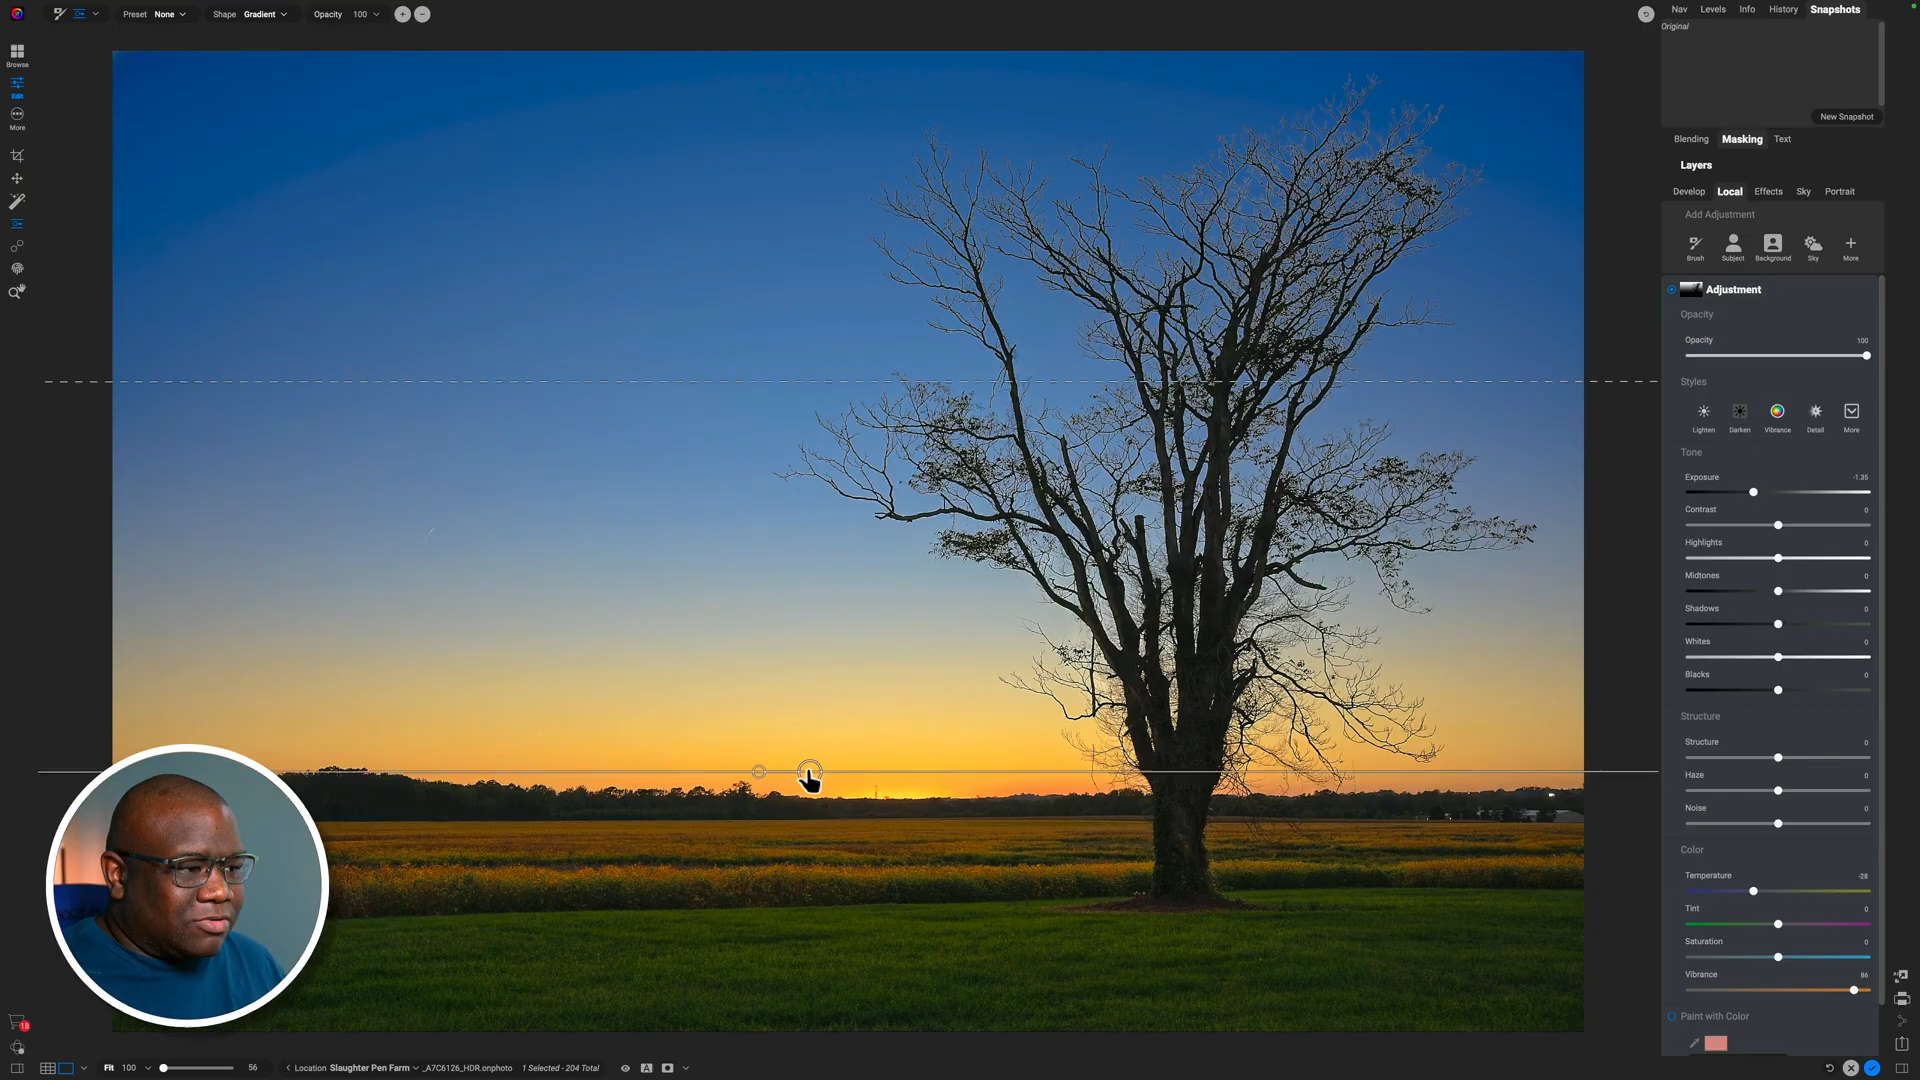 Preset None
Shape Gradient
Opacity 100
Nav Levels Info History Snapshots
Original
New Snapshot
Blending Masking Text
Layers
Develop Local Effects Sky Portrait
Add Adjustment
Brush Subject Background Sky More
Adjustment
Opacity
Opacity 100
Styles
Lighten Darken Vibrance Detail More
Tone
Exposure -1.35
Contrast 0
Highlights 0
Midtones 0
Shadows 0
Whites 0
Blacks 0
Structure
Structure 0
Haze 0
Noise 0
Color
Temperature -28
Tint 0
Saturation 0
Vibrance 86
Paint with Color
Browse
Edit
More
18
Fit 100 56
Location Slaughter Pen Farm _A7C6126_HDR.onphoto 1 Selected - 204 Total
A